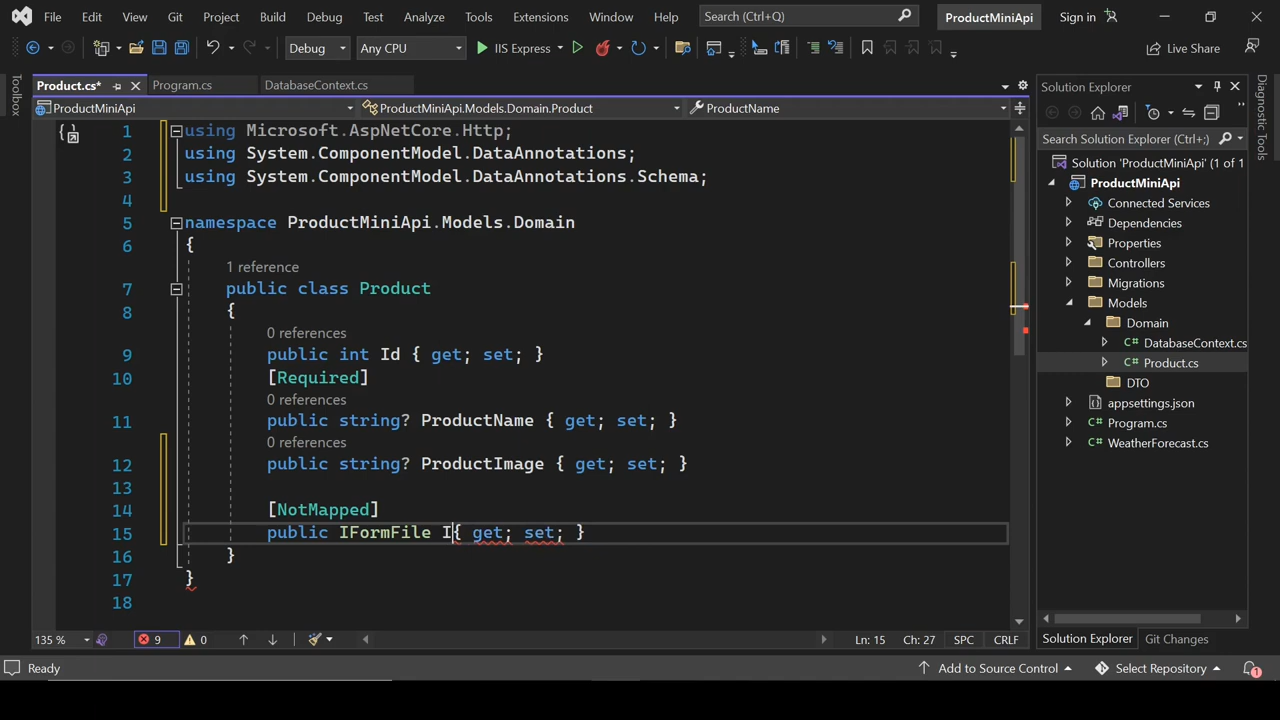 File Edit View Git Project Build Debug Test Analyze Tools Extensions Window Help Search (Ctrl+Q) ProductMiniApi Sign in
Debug Any CPU IIS Express Live Share
Toolbox
Product.cs* Program.cs DatabaseContext.cs
ProductMiniApi ProductMiniApi.Models.Domain.Product ProductName
1 using Microsoft.AspNetCore.Http;
2 using System.ComponentModel.DataAnnotations;
3 using System.ComponentModel.DataAnnotations.Schema;
4
5 namespace ProductMiniApi.Models.Domain
6 {
1 reference
7 public class Product
8 {
0 references
9 public int Id { get; set; }
10 [Required]
0 references
11 public string? ProductName { get; set; }
0 references
12 public string? ProductImage { get; set; }
13
14 [NotMapped]
15 public IFormFile I{ get; set; }
16 }
17 }
18
135 % 9 0 Ln: 15 Ch: 27 SPC CRLF
Solution Explorer
Search Solution Explorer (Ctrl+;)
Solution 'ProductMiniApi' (1 of 1
ProductMiniApi
Connected Services
Dependencies
Properties
Controllers
Migrations
Models
Domain
C# DatabaseContext.cs
C# Product.cs
DTO
appsettings.json
C# Program.cs
C# WeatherForecast.cs
Solution Explorer Git Changes
Diagnostic Tools
Ready Add to Source Control Select Repository 1